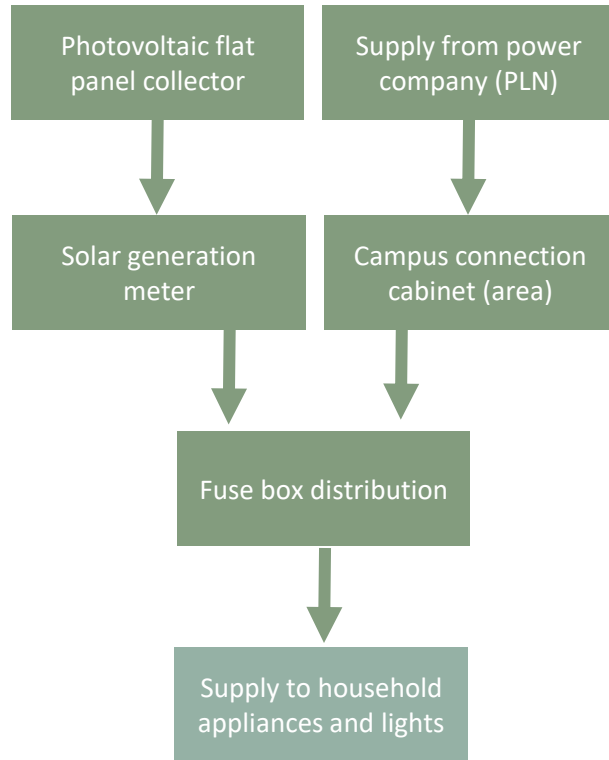 Photovoltaic flat
panel collector
Supply from power
company (PLN)
Solar generation
meter
Campus connection
cabinet (area)
Fuse box distribution
Supply to household
appliances and lights